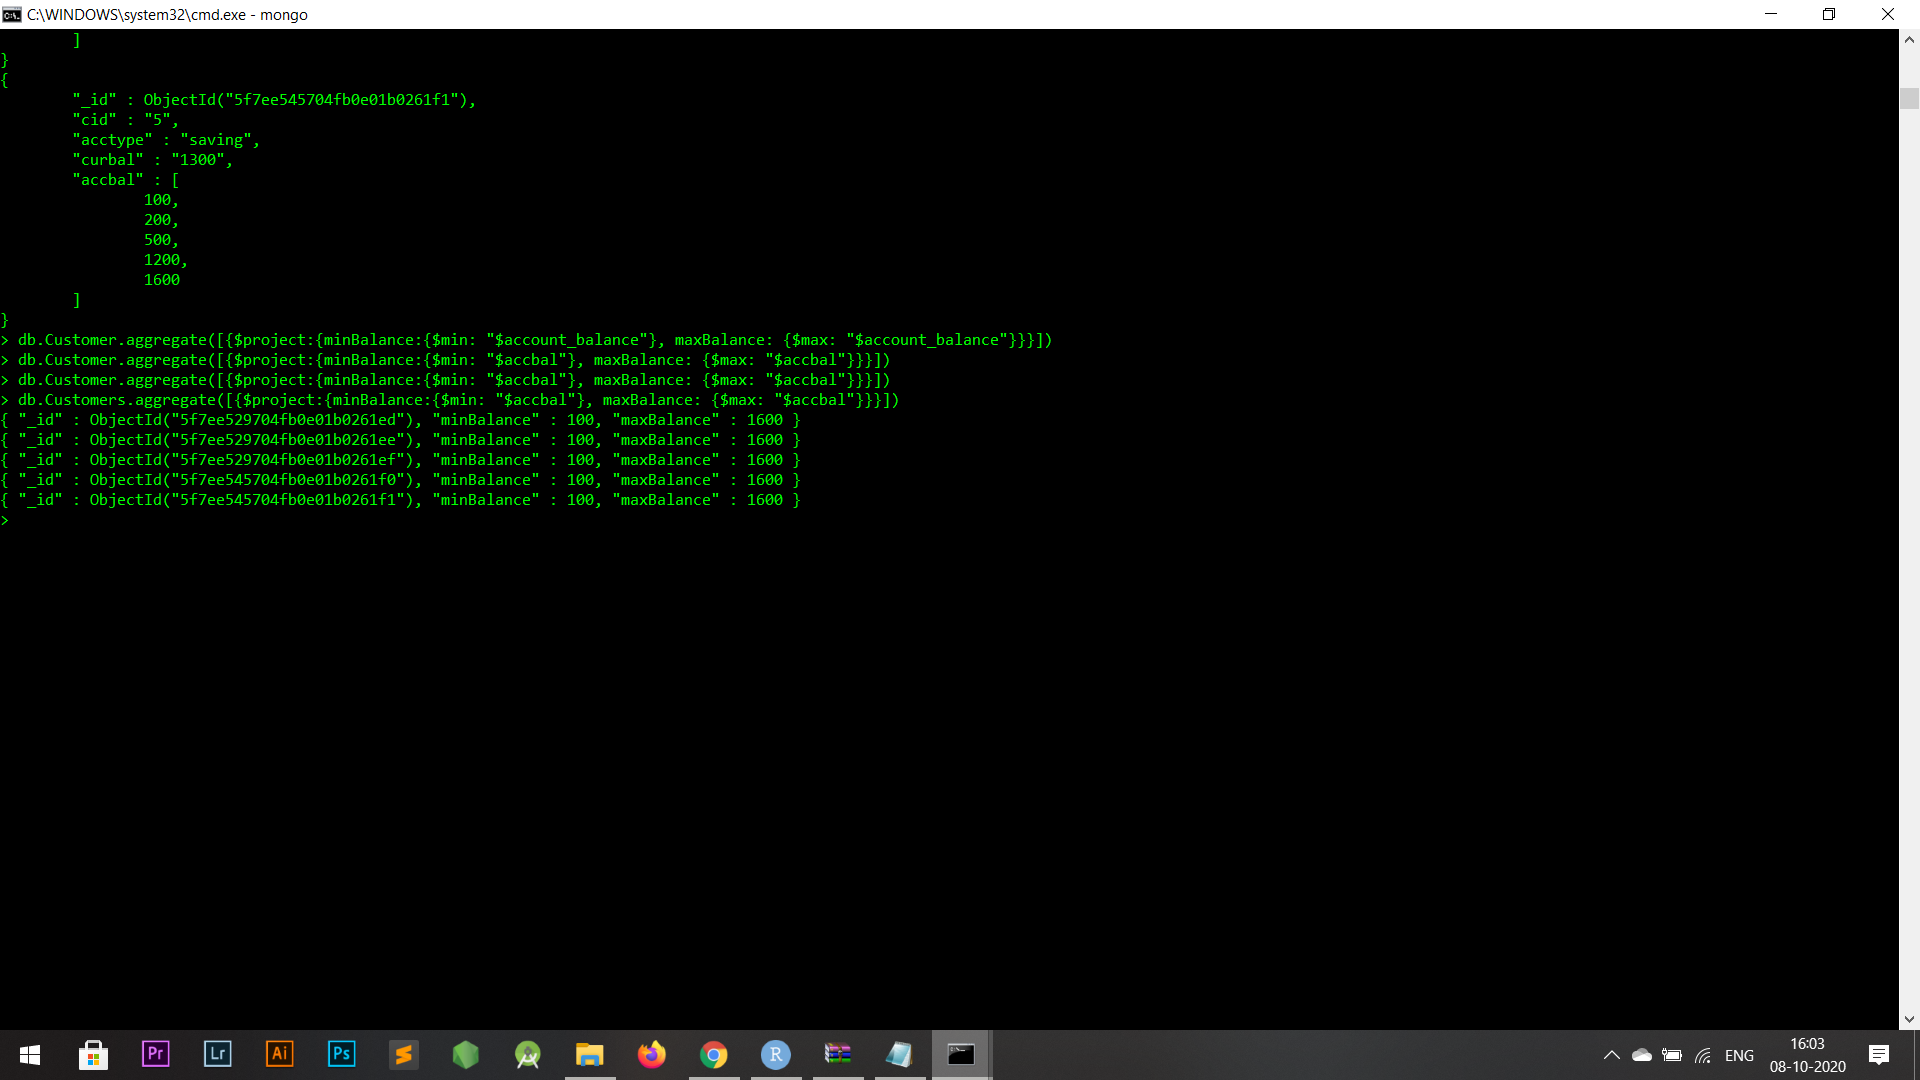 C:\WINDOWS\system32\cmd.exe - mongo
        ]
}
{
        "_id" : ObjectId("5f7ee545704fb0e01b0261f1"),
        "cid" : "5",
        "acctype" : "saving",
        "curbal" : "1300",
        "accbal" : [
                100,
                200,
                500,
                1200,
                1600
        ]
}
> db.Customer.aggregate([{$project:{minBalance:{$min: "$account_balance"}, maxBalance: {$max: "$account_balance"}}}])
> db.Customer.aggregate([{$project:{minBalance:{$min: "$accbal"}, maxBalance: {$max: "$accbal"}}}])
> db.Customer.aggregate([{$project:{minBalance:{$min: "$accbal"}, maxBalance: {$max: "$accbal"}}}])
> db.Customers.aggregate([{$project:{minBalance:{$min: "$accbal"}, maxBalance: {$max: "$accbal"}}}])
{ "_id" : ObjectId("5f7ee529704fb0e01b0261ed"), "minBalance" : 100, "maxBalance" : 1600 }
{ "_id" : ObjectId("5f7ee529704fb0e01b0261ee"), "minBalance" : 100, "maxBalance" : 1600 }
{ "_id" : ObjectId("5f7ee529704fb0e01b0261ef"), "minBalance" : 100, "maxBalance" : 1600 }
{ "_id" : ObjectId("5f7ee545704fb0e01b0261f0"), "minBalance" : 100, "maxBalance" : 1600 }
{ "_id" : ObjectId("5f7ee545704fb0e01b0261f1"), "minBalance" : 100, "maxBalance" : 1600 }
>
Pr Lr Ai Ps R ENG
16:03
08-10-2020